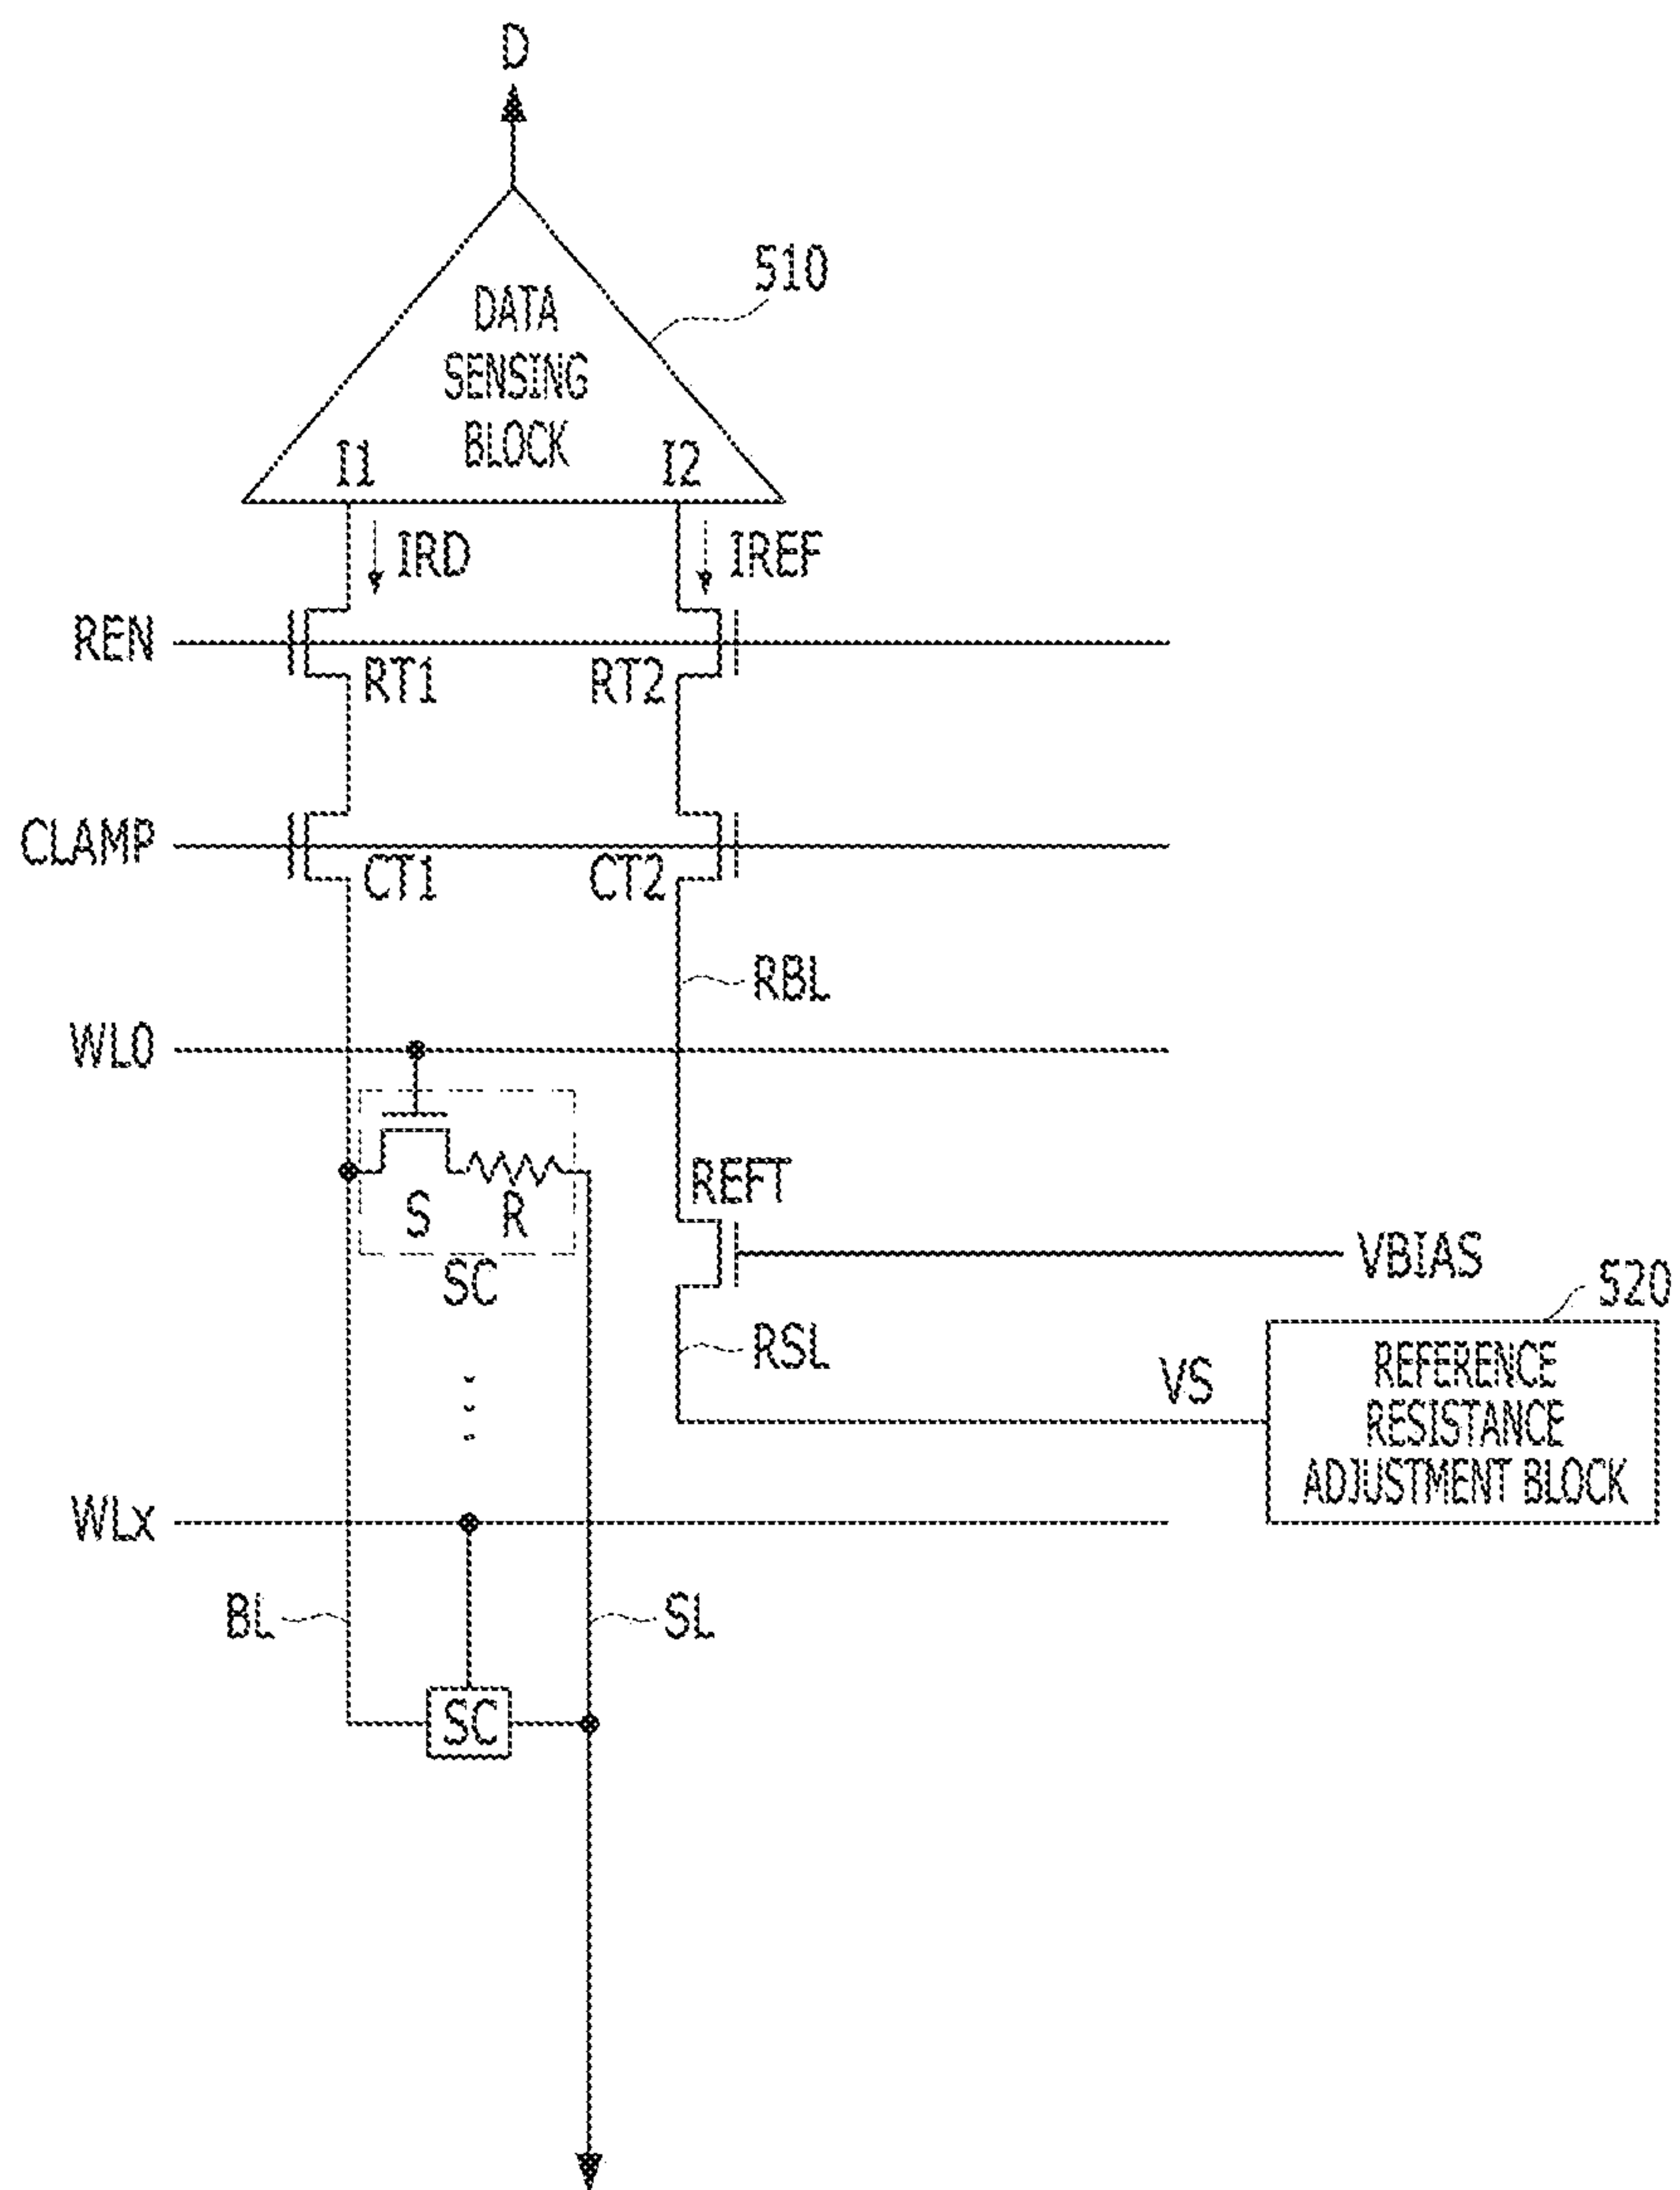 D
510
DATA
SENSING
BLOCK
I1
I2
IRD
IREF
REN
RT1
RT2
CLAMP
CT1
CT2
RBL
WL0
REFT
S
R
SC
VBIAS
520
RSL
VS
REFERENCE
RESISTANCE
ADJUSTMENT BLOCK
WLx
BL
SL
SC